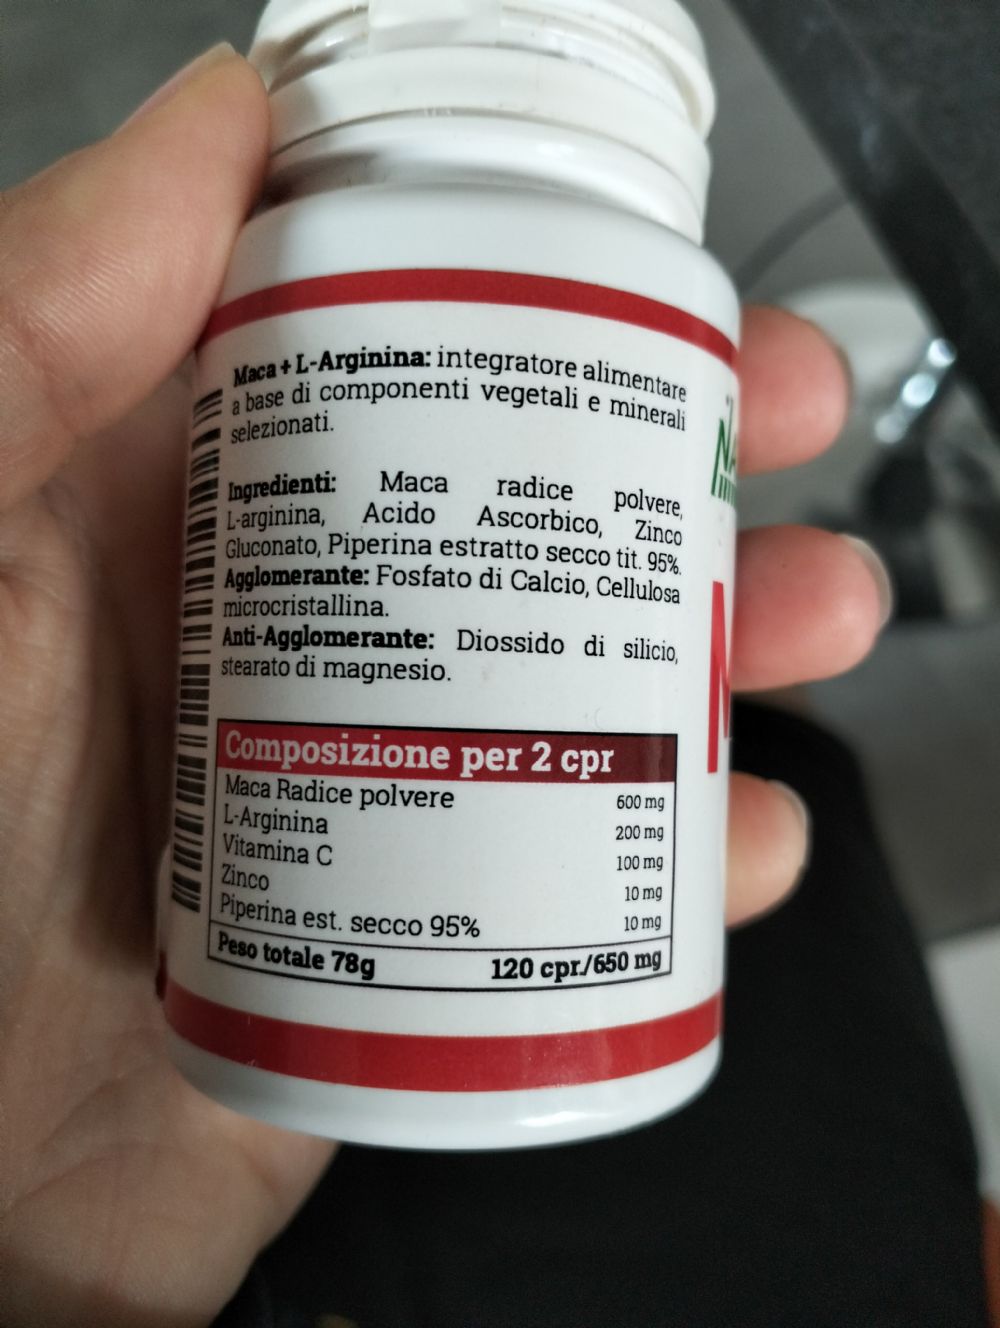 Maca + L-Arginina: integratore alimentare
a base di componenti vegetali e minerali
selezionati.
Ingredienti: Maca radice polvere,
L-arginina, Acido Ascorbico, Zinco
Gluconato, Piperina estratto secco tit. 95%.
Agglomerante: Fosfato di Calcio, Cellulosa
microcristallina.
Anti-Agglomerante: Diossido di silicio,
stearato di magnesio.
Composizione per 2 cpr
Maca Radice polvere 600 mg
L-Arginina 200 mg
Vitamina C 100 mg
Zinco 10 mg
Piperina est. secco 95% 10 mg
Peso totale 78g 120 cpr./650 mg